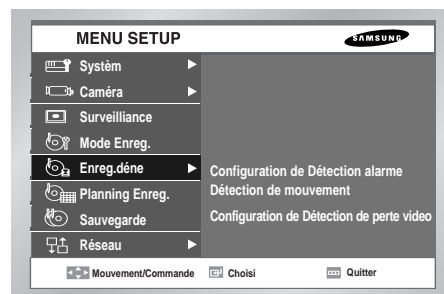 MENU SETUP
SAMSUNG
Systèm
Caméra
Surveilliance
Mode Enreg.
Enreg.déne
Planning Enreg.
Sauvegarde
Réseau
Configuration de Détection alarme
Détection de mouvement
Configuration de Détection de perte video
Mouvement/Commande
Choisi
Quitter